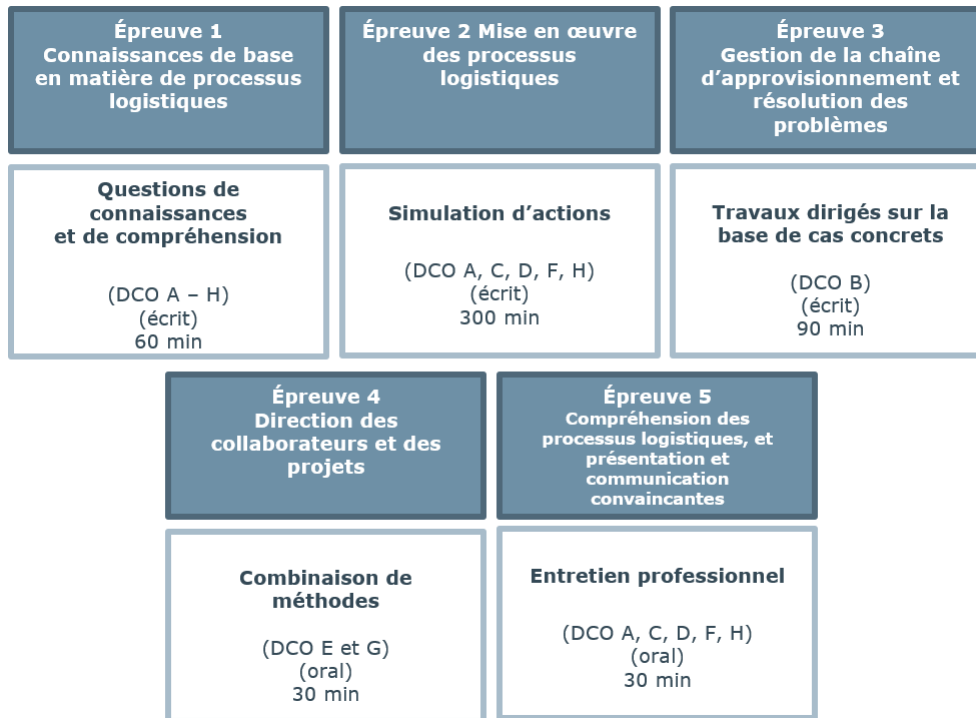 Épreuve 1
Connaissances de base
en matière de processus
logistiques
Questions de
connaissances
et de compréhension
(DCO A – H)
(écrit)
60 min
Épreuve 2 Mise en œuvre
des processus
logistiques
Simulation d’actions
(DCO A, C, D, F, H)
(écrit)
300 min
Épreuve 3
Gestion de la chaîne
d’approvisionnement et
résolution des
problèmes
Travaux dirigés sur la
base de cas concrets
(DCO B)
(écrit)
90 min
Épreuve 4
Direction des
collaborateurs et des
projets
Combinaison de
méthodes
(DCO E et G)
(oral)
30 min
Épreuve 5
Compréhension des
processus logistiques, et
présentation et
communication
convaincantes
Entretien professionnel
(DCO A, C, D, F, H)
(oral)
30 min